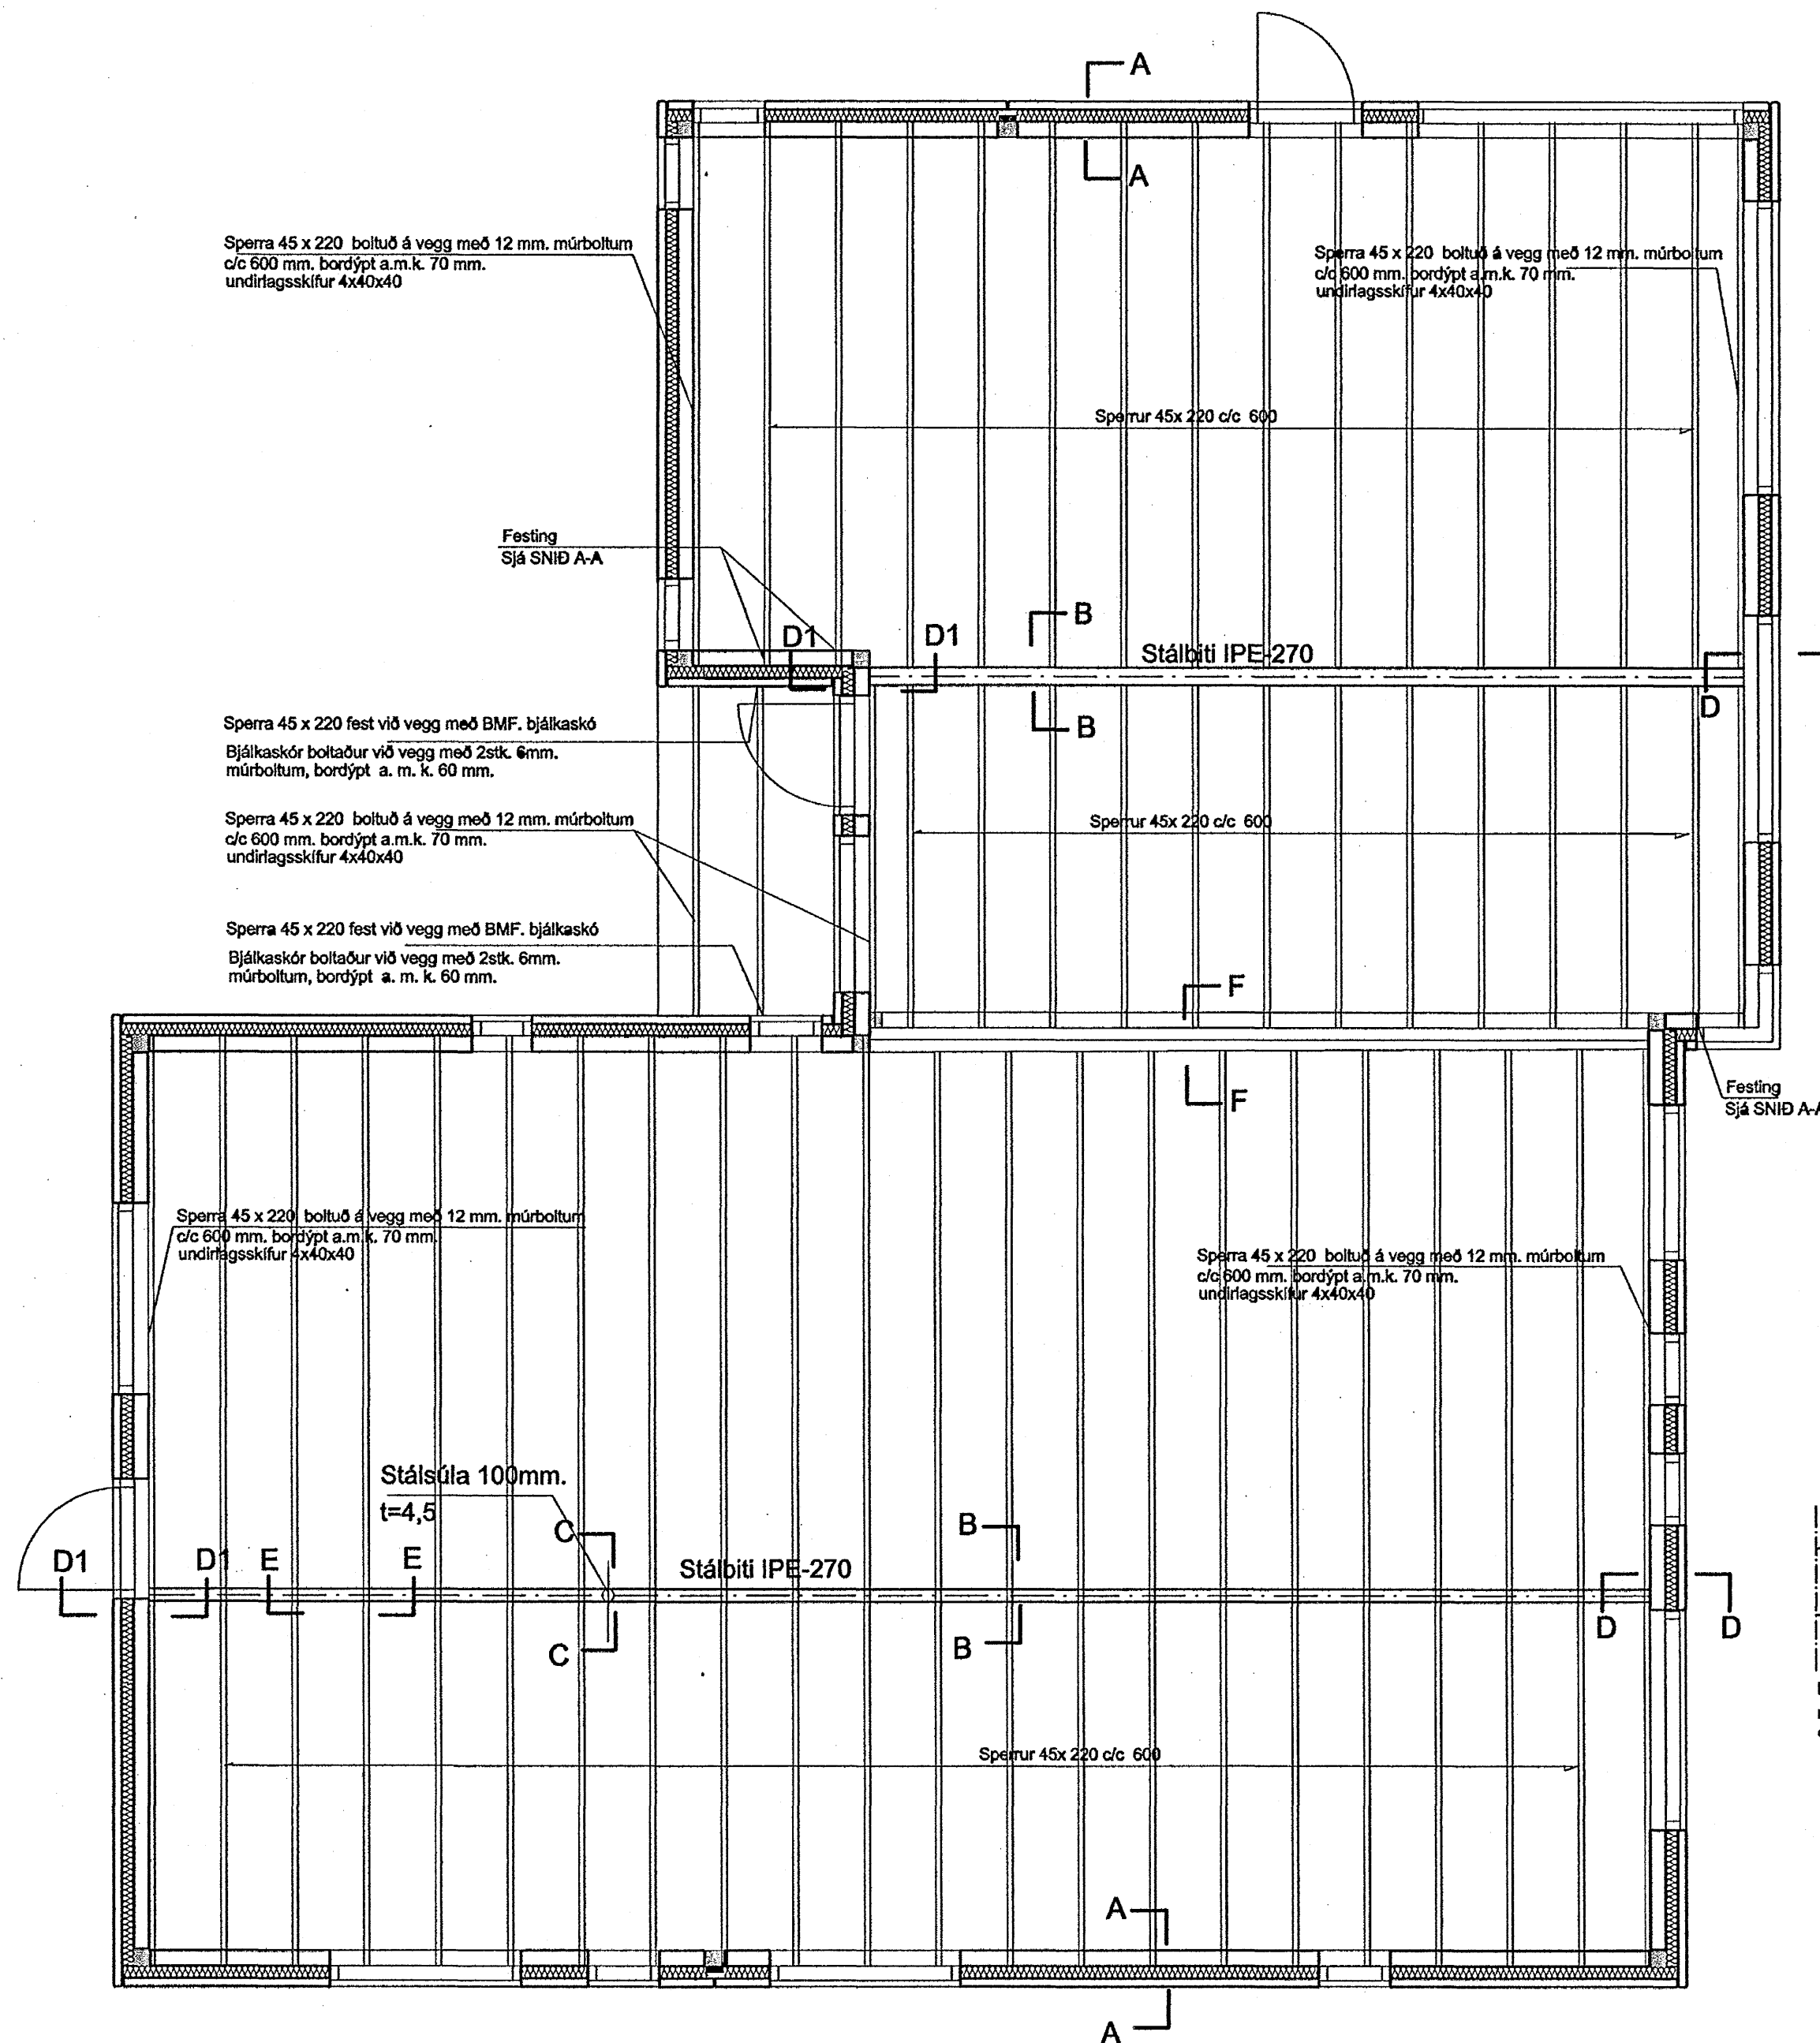 A
A
Sperra 45 x 220 boltuð á vegg með 12 mm. múrboltum
c/c 600 mm. bordýpt a.m.k. 70 mm.
undirlagsskífur 4x40x40
Sperra 45 x 220 boltuð á vegg með 12 mm. múrboltum
c/c 600 mm. bordýpt a.m.k. 70 mm.
undirlagsskífur 4x40x40
Sperrur 45x 220 c/c 600
Festing
Sjá SNIÐ A-A
D1
D1
B
Stálbiti IPE-270
D
B
Sperra 45 x 220 fest við vegg með BMF. bjálkaskó
Bjálkaskór boltaður við vegg með 2stk. 6mm.
múrboltum, bordýpt a. m. k. 60 mm.
Sperra 45 x 220 boltuð á vegg með 12 mm. múrboltum
c/c 600 mm. bordýpt a.m.k. 70 mm.
undirlagsskífur 4x40x40
Sperrur 45x 220 c/c 600
Sperra 45 x 220 fest við vegg með BMF. bjálkaskó
Bjálkaskór boltaður við vegg með 2stk. 6mm.
múrboltum, bordýpt a. m. k. 60 mm.
F
F
Festing
Sjá SNIÐ A-A
Sperra 45 x 220 boltuð á vegg með 12 mm. múrboltum
c/c 600 mm. bordýpt a.m.k. 70 mm.
undirlagsskífur 4x40x40
Sperra 45 x 220 boltuð á vegg með 12 mm. múrboltum
c/c 600 mm. bordýpt a.m.k. 70 mm.
undirlagsskífur 4x40x40
Stálsúla 100mm.
t=4,5
C
B
D1
D1
E
E
Stálbiti IPE-270
C
B
D
D
Sperrur 45x 220 c/c 600
A
A